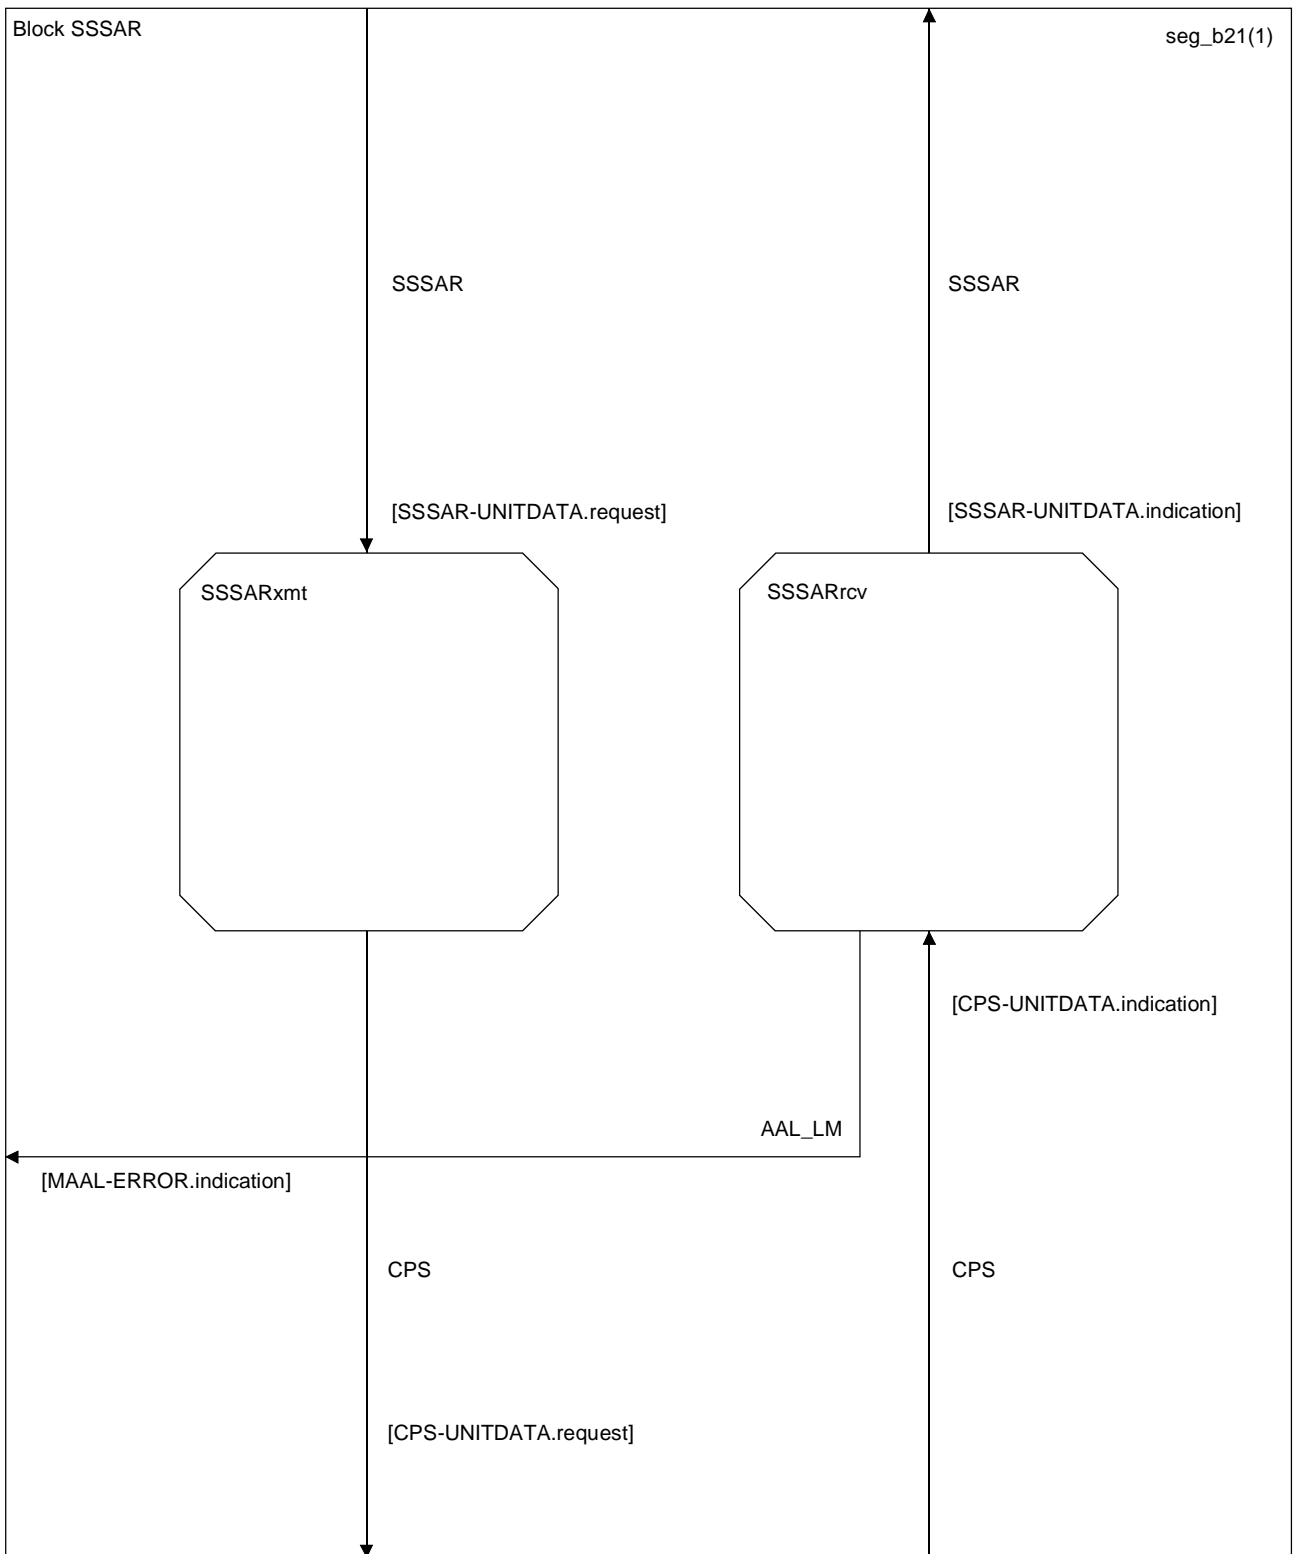 Block SSSAR
seg_b21(1)
SSSAR
SSSAR
[SSSAR-UNITDATA.request]
[SSSAR-UNITDATA.indication]
SSSARxmt
SSSARrcv
[CPS-UNITDATA.indication]
AAL_LM
[MAAL-ERROR.indication]
CPS
CPS
[CPS-UNITDATA.request]